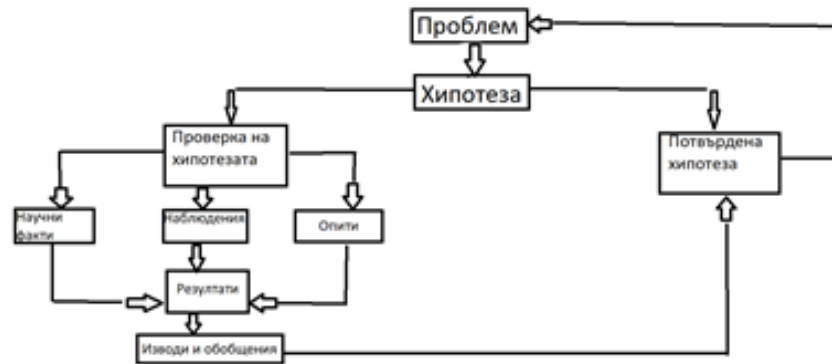 Проблем
Хипотеза
Проверка на
хипотезата
Потвърдена
хипотеза
Научни
факти
Наблюдения
Опити
Резултати
Изводи и обобщения